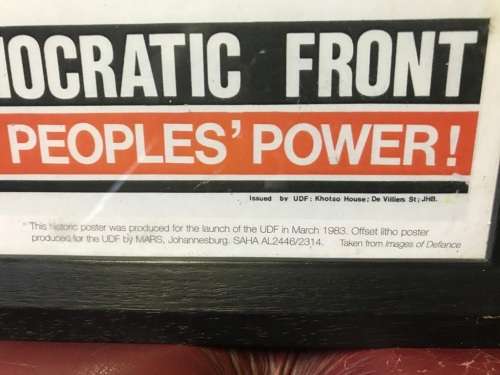 MOCRATIC FRONT
PEOPLES' POWER!
Issued by UDF: Khotso House; De Villiers St; JHB.
"This historic poster was produced for the launch of the UDF in March 1983. Offset litho poster
produced for the UDF by MARS, Johannesburg. SAHA AL2446/2314. Taken from Images of Defiance